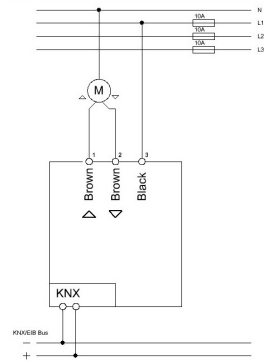 N
10A
L1
10A
L2
10A
L3
M
1
2
3
Brown
Brown
Black
KNX
KNX/EIB Bus
−
+